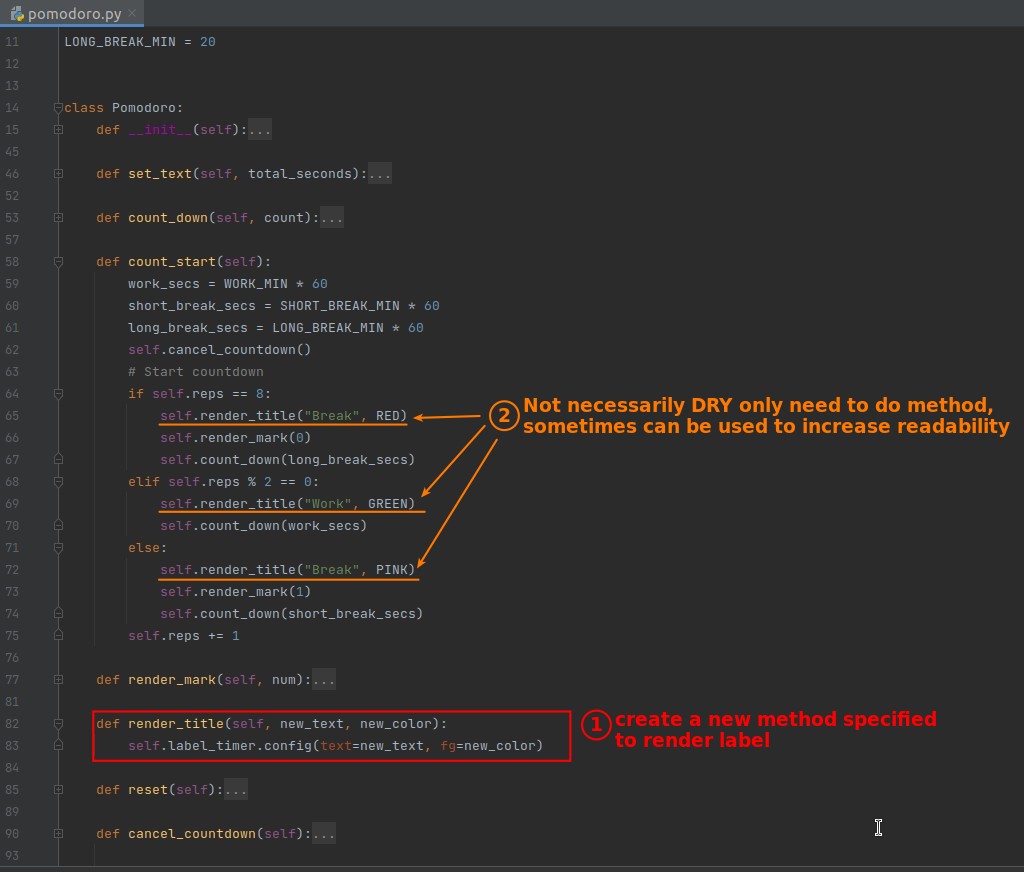 pomodoro.py ×
11 LONG_BREAK_MIN = 20
12
13
14 class Pomodoro:
15 def __init__(self):...
45
46 def set_text(self, total_seconds):...
52
53 def count_down(self, count):...
57
58 def count_start(self):
59 work_secs = WORK_MIN * 60
60 short_break_secs = SHORT_BREAK_MIN * 60
61 long_break_secs = LONG_BREAK_MIN * 60
62 self.cancel_countdown()
63 # Start countdown
64 if self.reps == 8:
65 self.render_title("Break", RED)
② Not necessarily DRY only need to do method,
sometimes can be used to increase readability
66 self.render_mark(0)
67 self.count_down(long_break_secs)
68 elif self.reps % 2 == 0:
69 self.render_title("Work", GREEN)
70 self.count_down(work_secs)
71 else:
72 self.render_title("Break", PINK)
73 self.render_mark(1)
74 self.count_down(short_break_secs)
75 self.reps += 1
76
77 def render_mark(self, num):...
81
82 def render_title(self, new_text, new_color):
83 self.label_timer.config(text=new_text, fg=new_color)
① create a new method specified
to render label
84
85 def reset(self):...
89
90 def cancel_countdown(self):...
93